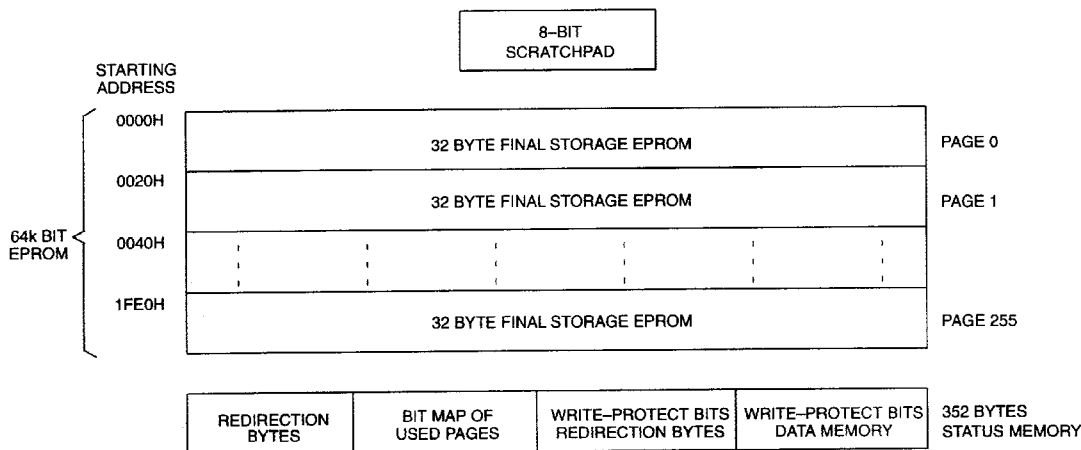 8–BIT
SCRATCHPAD
STARTING
ADDRESS
0000H
32 BYTE FINAL STORAGE EPROM
PAGE 0
0020H
32 BYTE FINAL STORAGE EPROM
PAGE 1
64k BIT
EPROM
0040H
1FE0H
32 BYTE FINAL STORAGE EPROM
PAGE 255
REDIRECTION
BYTES
BIT MAP OF
USED PAGES
WRITE–PROTECT BITS
REDIRECTION BYTES
WRITE–PROTECT BITS
DATA MEMORY
352 BYTES
STATUS MEMORY